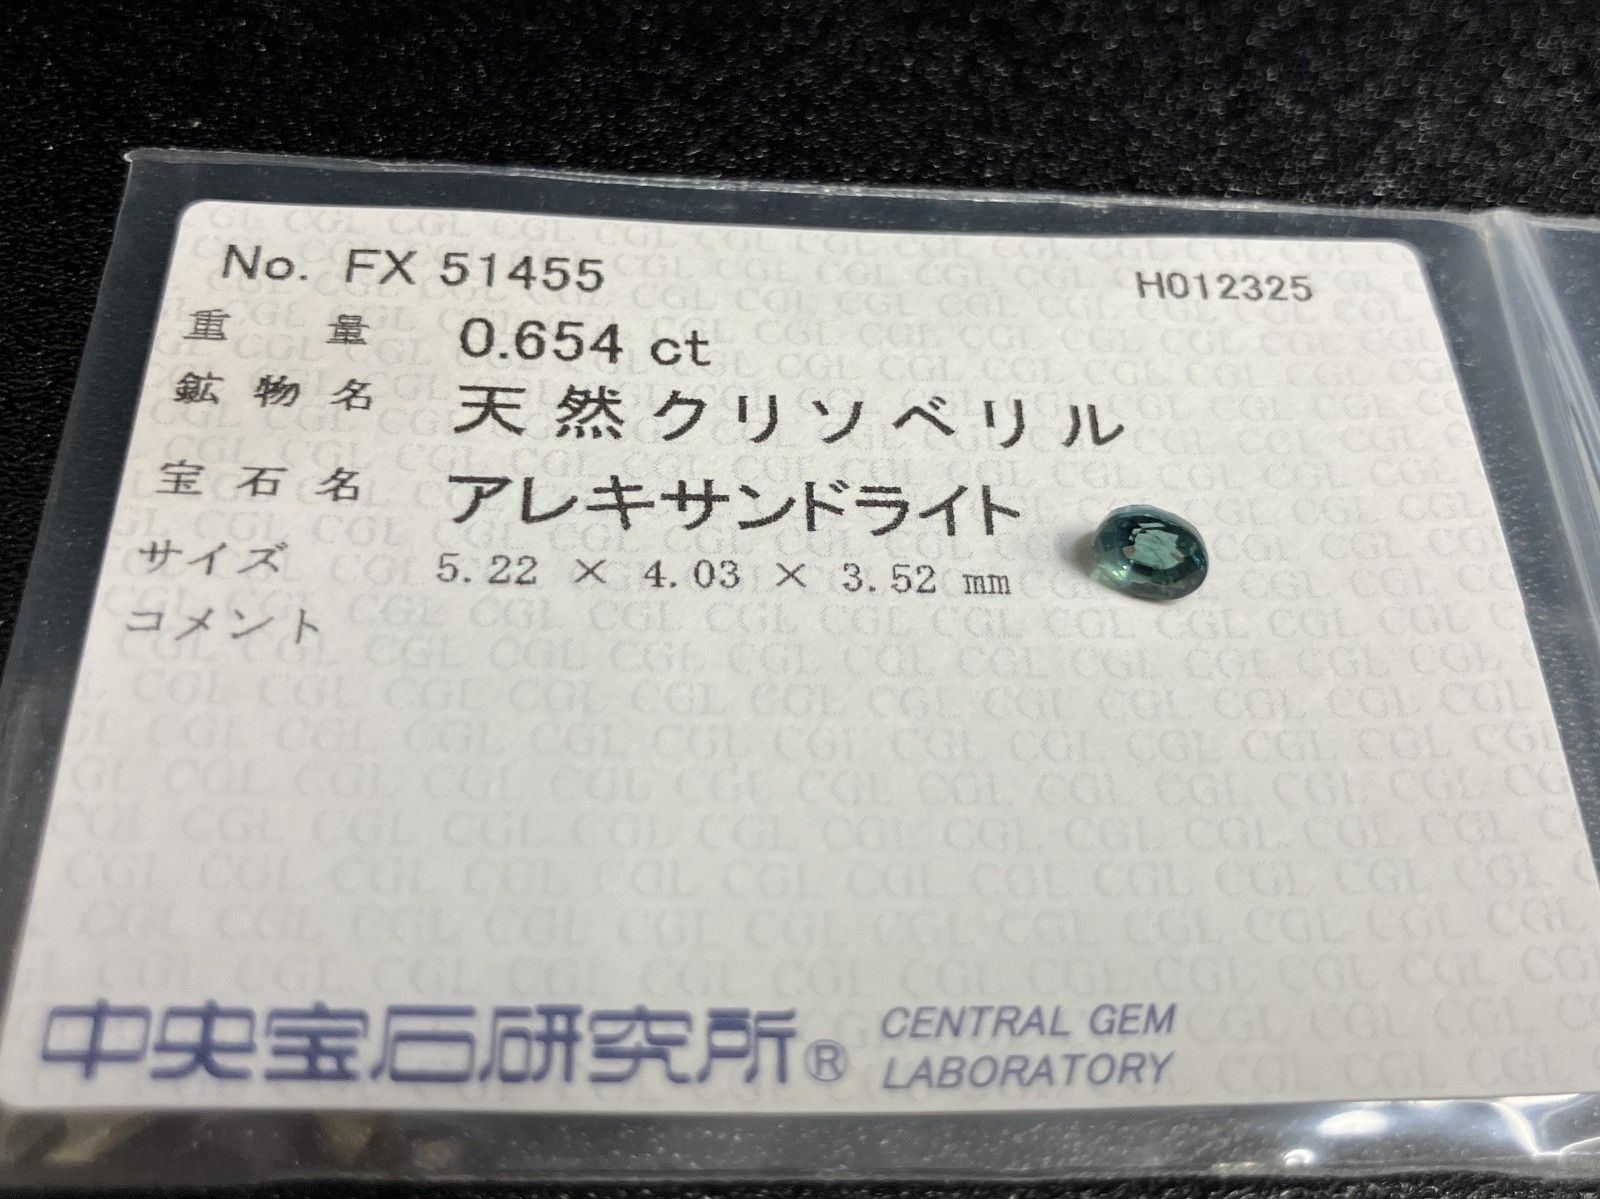 No. FX 51455 H012325
重量 0.654 ct
鉱物名 天然クリソベリル
宝石名 アレキサンドライト
サイズ 5.22 × 4.03 × 3.52 mm
コメント
中央宝石研究所® CENTRAL GEM
LABORATORY